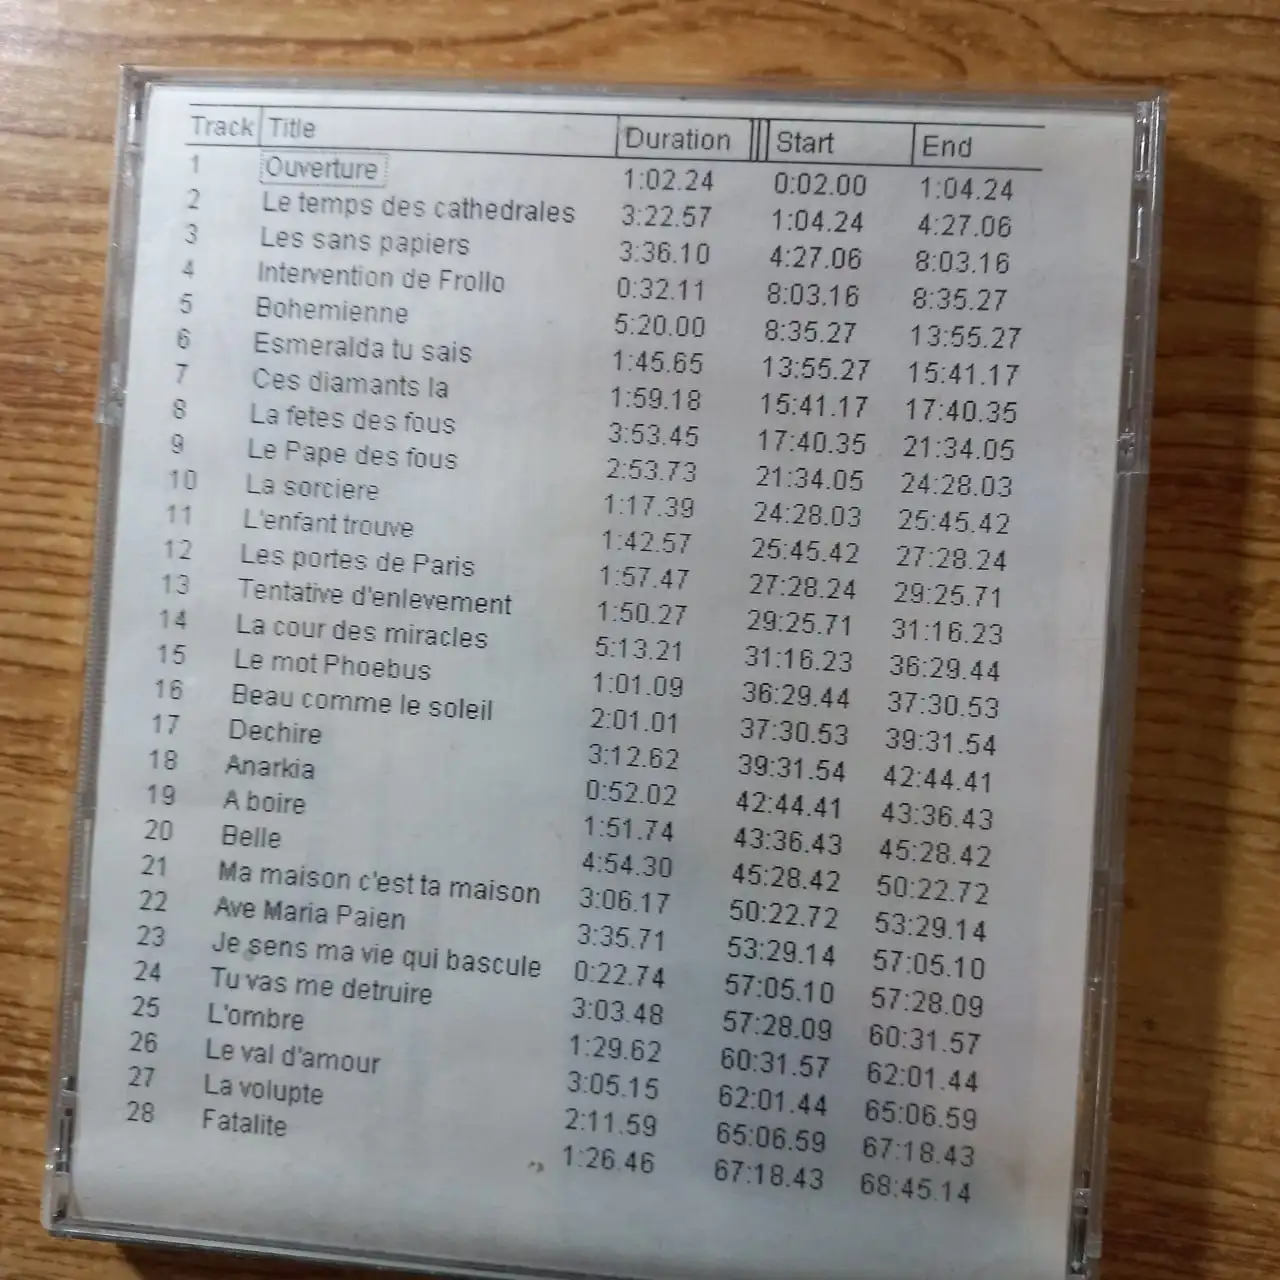 Track Title Duration Start End
1 Ouverture 1:02.24 0:02.00 1:04.24
2 Le temps des cathedrales 3:22.57 1:04.24 4:27.06
3 Les sans papiers 3:36.10 4:27.06 8:03.16
4 Intervention de Frollo 0:32.11 8:03.16 8:35.27
5 Bohemienne 5:20.00 8:35.27 13:55.27
6 Esmeralda tu sais 1:45.65 13:55.27 15:41.17
7 Ces diamants la 1:59.18 15:41.17 17:40.35
8 La fetes des fous 3:53.45 17:40.35 21:34.05
9 Le Pape des fous 2:53.73 21:34.05 24:28.03
10 La sorciere 1:17.39 24:28.03 25:45.42
11 L'enfant trouve 1:42.57 25:45.42 27:28.24
12 Les portes de Paris 1:57.47 27:28.24 29:25.71
13 Tentative d'enlevement 1:50.27 29:25.71 31:16.23
14 La cour des miracles 5:13.21 31:16.23 36:29.44
15 Le mot Phoebus 1:01.09 36:29.44 37:30.53
16 Beau comme le soleil 2:01.01 37:30.53 39:31.54
17 Dechire 3:12.62 39:31.54 42:44.41
18 Anarkia 0:52.02 42:44.41 43:36.43
19 A boire 1:51.74 43:36.43 45:28.42
20 Belle 4:54.30 45:28.42 50:22.72
21 Ma maison c'est ta maison 3:06.17 50:22.72 53:29.14
22 Ave Maria Paien 3:35.71 53:29.14 57:05.10
23 Je sens ma vie qui bascule 0:22.74 57:05.10 57:28.09
24 Tu vas me detruire 3:03.48 57:28.09 60:31.57
25 L'ombre 1:29.62 60:31.57 62:01.44
26 Le val d'amour 3:05.15 62:01.44 65:06.59
27 La volupte 2:11.59 65:06.59 67:18.43
28 Fatalite 1:26.46 67:18.43 68:45.14